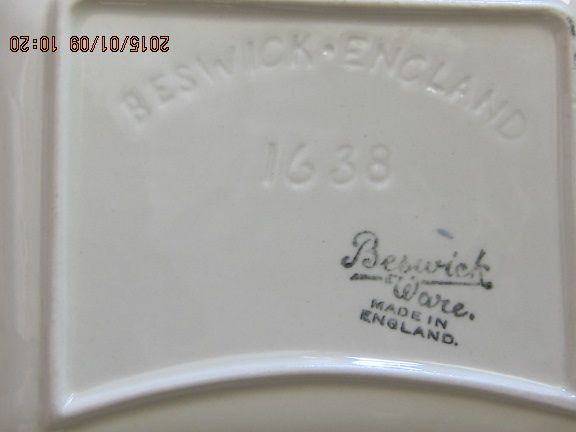 2015/01/09 10:20
BESWICK · ENGLAND
1638
Beswick
Ware.
MADE IN
ENGLAND.